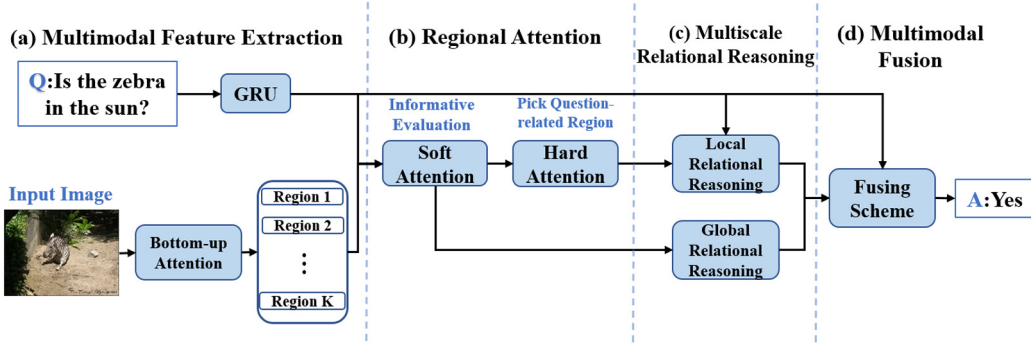 (a) Multimodal Feature Extraction
Q:Is the zebra
in the sun?
GRU
Input Image
Bottom-up
Attention
Region 1
Region 2
Region K
(b) Regional Attention
Informative
Evaluation
Soft
Attention
Pick Question-
related Region
Hard
Attention
(c) Multiscale
Relational Reasoning
Local
Relational
Reasoning
Global
Relational
Reasoning
(d) Multimodal
Fusion
Fusing
Scheme
A:Yes